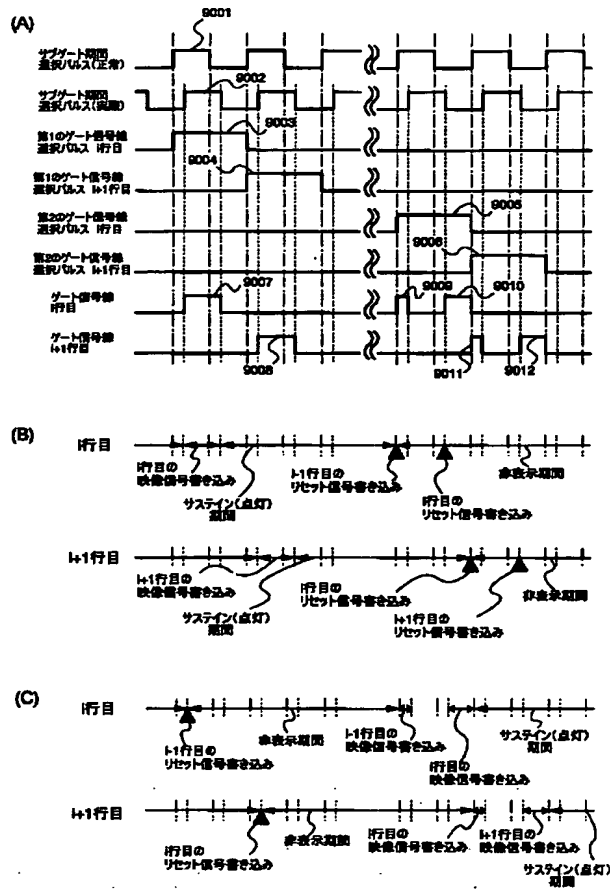 (A)
9001
サブゲート期間
選択パルス(正常)
9002
サブゲート期間
選択パルス(実際)
9003
第1のゲート信号線
選択パルス i行目
9004
第1のゲート信号線
選択パルス i+1行目
9005
第2のゲート信号線
選択パルス i行目
9006
第2のゲート信号線
選択パルス i+1行目
9007
9009
9010
ゲート信号線
i行目
ゲート信号線
i+1行目
9008
9011
9012
(B)
i行目
i行目の
映像信号書き込み
サステイン(点灯)
期間
i-1行目の
リセット信号書き込み
i行目の
リセット信号書き込み
非表示期間
i+1行目
i+1行目の
映像信号書き込み
サステイン(点灯)
期間
i行目の
リセット信号書き込み
i+1行目の
リセット信号書き込み
非表示期間
(C)
i行目
i-1行目の
リセット信号書き込み
非表示期間
i-1行目の
映像信号書き込み
i行目の
映像信号書き込み
サステイン(点灯)
期間
i+1行目
i行目の
リセット信号書き込み
非表示期間
i行目の
映像信号書き込み
i+1行目の
映像信号書き込み
サステイン(点灯)
期間